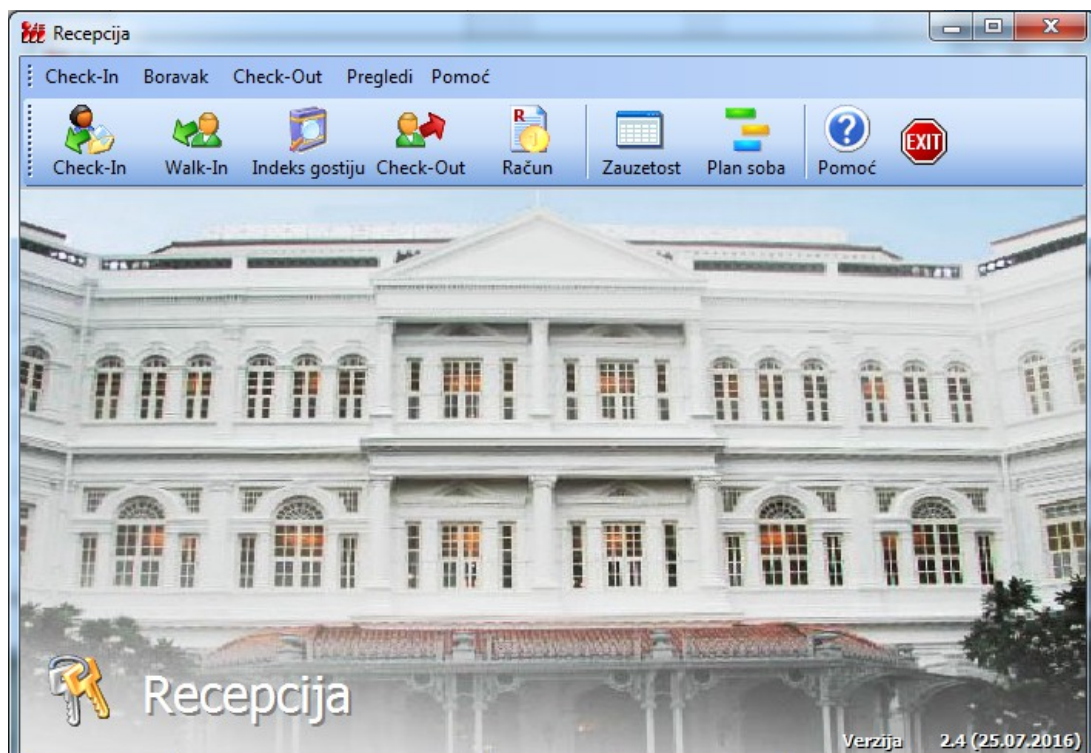 Recepcija
Check-In Boravak Check-Out Pregledi Pomoć
Check-In Walk-In Indeks gostiju Check-Out R Račun Zauzetost Plan soba ? Pomoć EXIT
Recepcija
Verzija 2.4 (25.07.2016)